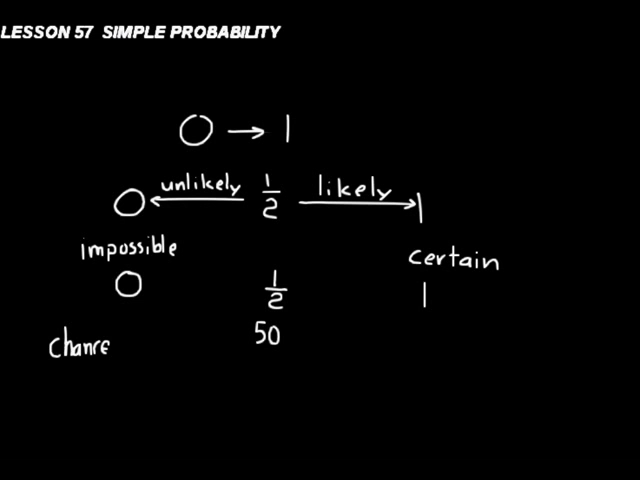 LESSON 57 SIMPLE PROBABILITY
0 → 1
0 ← unlikely 1/2 likely → 1
impossible certain
0 1/2 1
chance 50